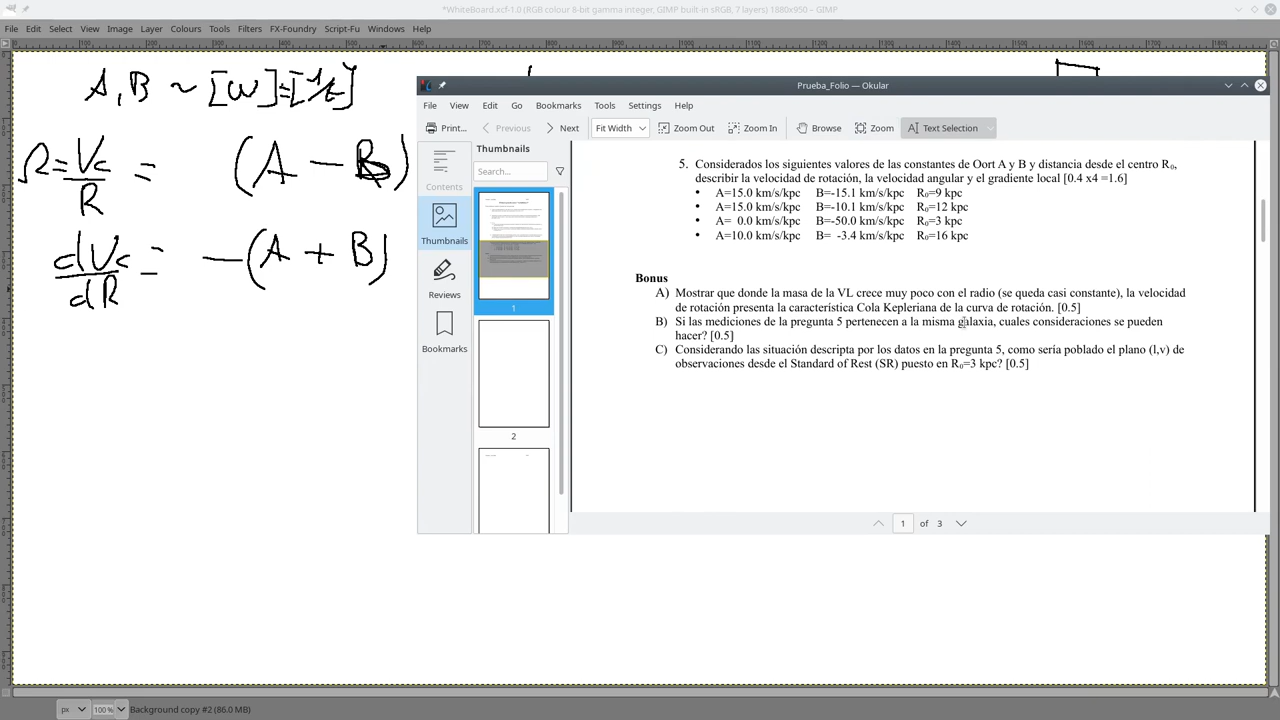 *WhiteBoard.xcf-1.0 (RGB colour 8-bit gamma integer, GIMP built-in sRGB, 7 layers) 1880x950 – GIMP
File Edit Select View Image Layer Colours Tools Filters FX-Foundry Script-Fu Windows Help
A, B ~ [W]=[1/t]
Ω = Vc/R = (A − B)
dVc/dR = −(A + B)
Prueba_Folio — Okular
File View Edit Go Bookmarks Tools Settings Help
Print... Previous Next Fit Width Zoom Out Zoom In Browse Zoom Text Selection
Contents
Thumbnails
Reviews
Bookmarks
Thumbnails
Search...
1
2
5. Considerados los siguientes valores de las constantes de Oort A y B y distancia desde el centro R₀,
describir la velocidad de rotación, la velocidad angular y el gradiente local [0.4 x4 =1.6]
• A=15.0 km/s/kpc B=-15.1 km/s/kpc R₀=9 kpc
• A=15.0 km/s/kpc B=-10.1 km/s/kpc R₀=12 kpc
• A= 0.0 km/s/kpc B=-50.0 km/s/kpc R₀=3 kpc
• A=10.0 km/s/kpc B= -3.4 km/s/kpc R₀=16 kpc
Bonus
A) Mostrar que donde la masa de la VL crece muy poco con el radio (se queda casi constante), la velocidad
de rotación presenta la característica Cola Kepleriana de la curva de rotación. [0.5]
B) Si las mediciones de la pregunta 5 pertenecen a la misma galaxia, cuales consideraciones se pueden
hacer? [0.5]
C) Considerando las situación descripta por los datos en la pregunta 5, como sería poblado el plano (l,v) de
observaciones desde el Standard of Rest (SR) puesto en R₀=3 kpc? [0.5]
1 of 3
px 100 % Background copy #2 (86.0 MB)